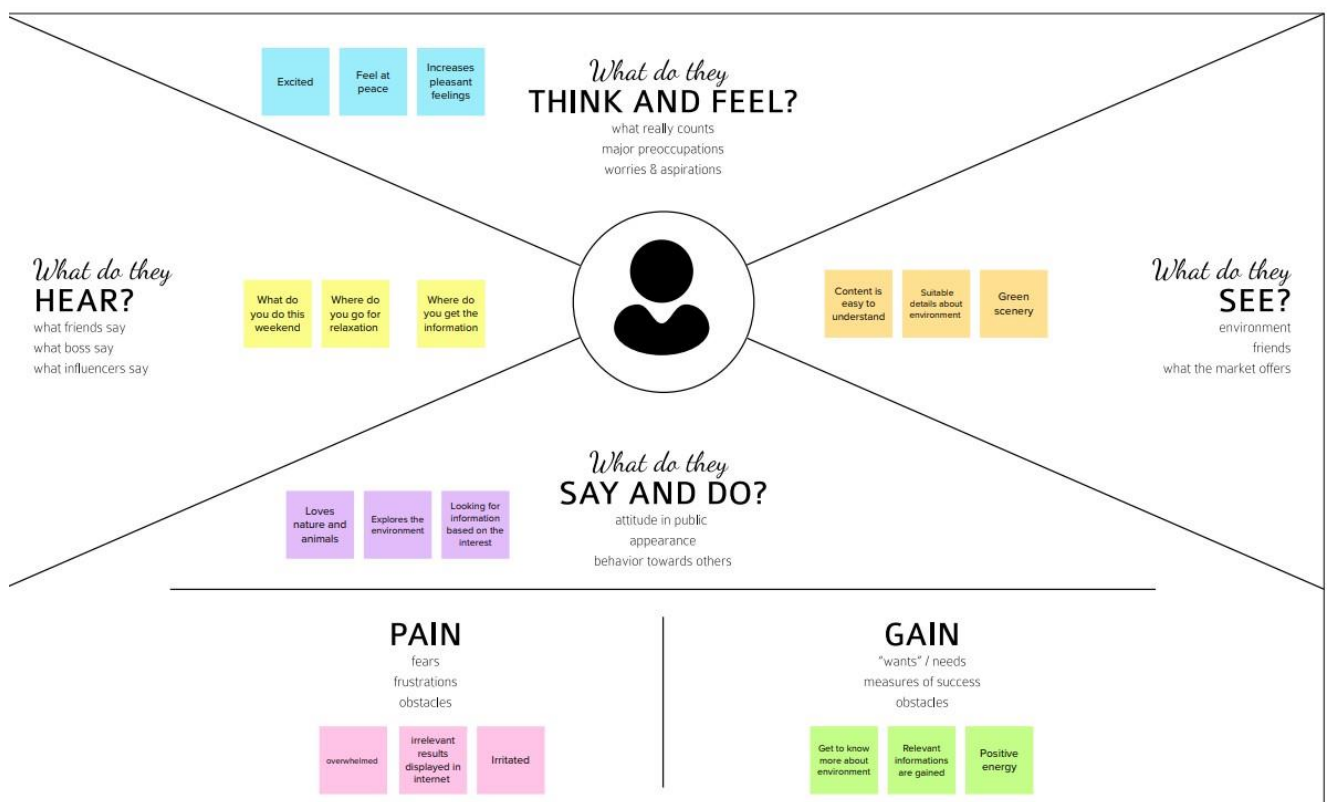 Excited
Feel at
peace
Increases
pleasant
feelings
What do they
THINK AND FEEL?
what really counts
major preoccupations
worries & aspirations
What do they
HEAR?
what friends say
what boss say
what influencers say
What do
you do this
weekend
Where do
you go for
relaxation
Where do
you get the
information
Content is
easy to
understand
Suitable
details about
environment
Green
scenery
What do they
SEE?
environment
friends
what the market offers
What do they
SAY AND DO?
attitude in public
appearance
behavior towards others
Loves
nature and
animals
Explores the
environment
Looking for
information
based on the
interest
PAIN
fears
frustrations
obstacles
overwhelmed
irrelevant
results
displayed in
internet
Irritated
GAIN
"wants" / needs
measures of success
obstacles
Get to know
more about
environment
Relevant
informations
are gained
Positive
energy